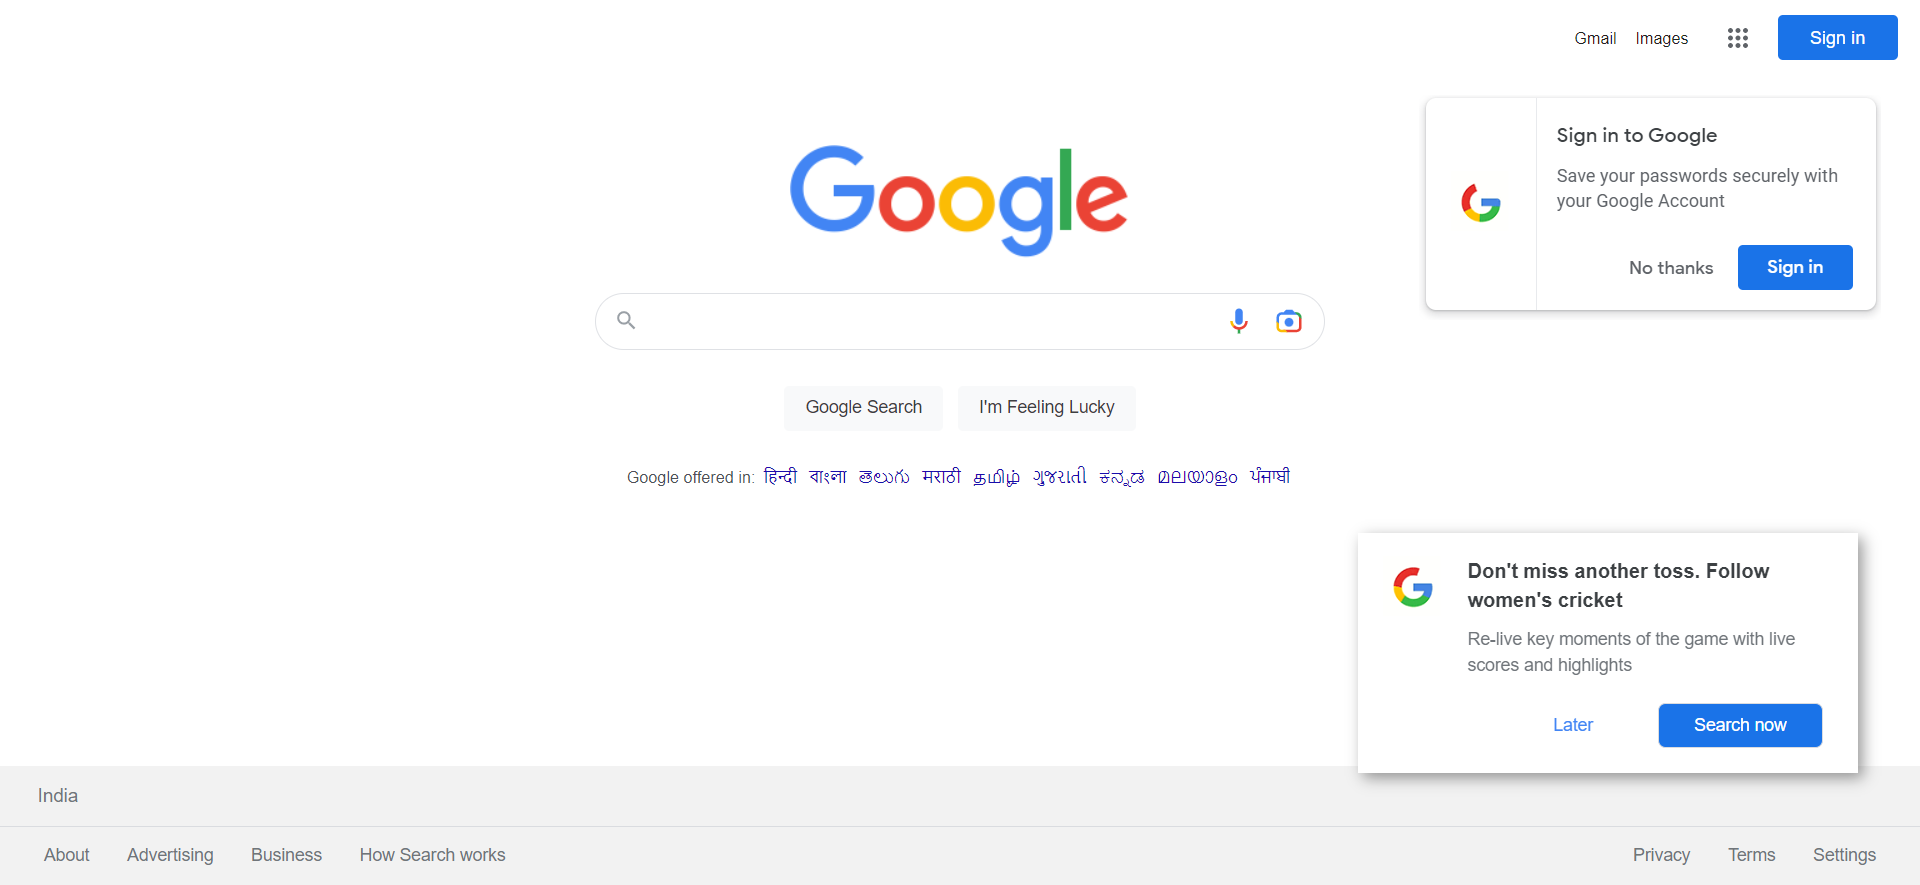 Gmail Images Sign in
Google
Sign in to Google
Save your passwords securely with
your Google Account
No thanks Sign in
Google Search I'm Feeling Lucky
Google offered in: हिन्दी বাংলা తెలుగు मराठी தமிழ் ગુજરાતી ಕನ್ನಡ മലയാളം ਪੰਜਾਬੀ
Don't miss another toss. Follow
women's cricket
Re-live key moments of the game with live
scores and highlights
Later Search now
India
About Advertising Business How Search works Privacy Terms Settings